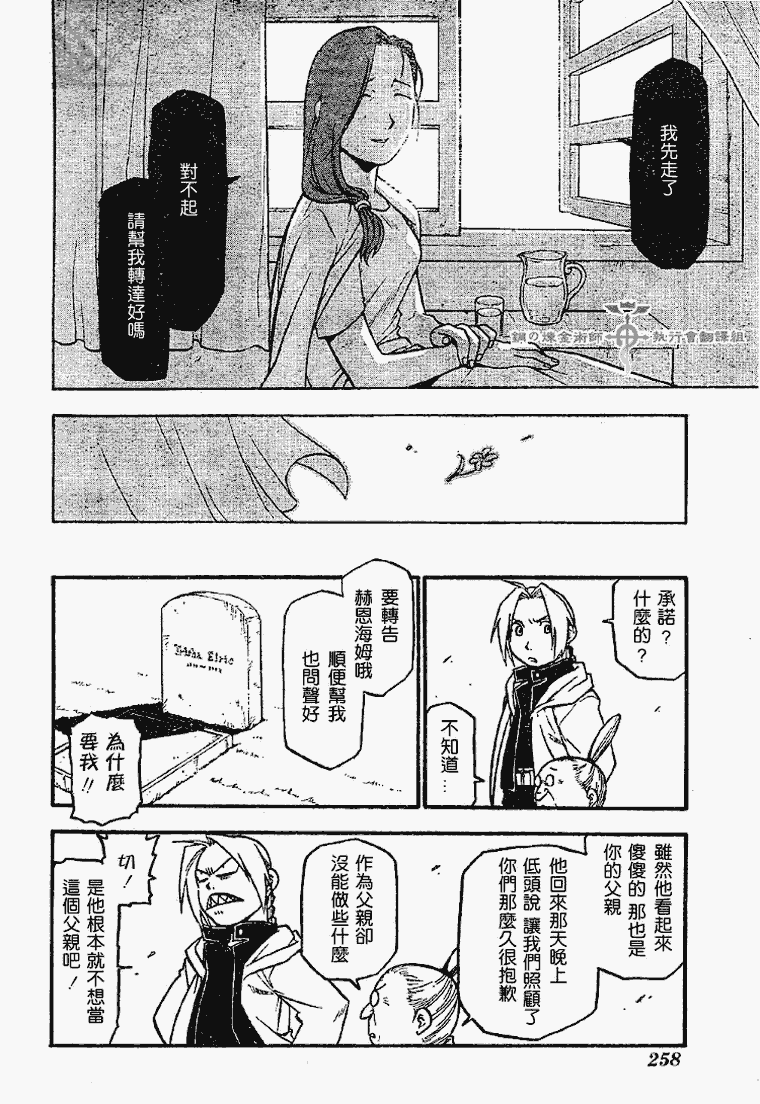 我先走了
對不起
請幫我轉達好嗎
鋼の煉金術師
執行會翻譯組
承諾？
什麼的？
不知道…
要轉告
赫恩海姆哦
順便幫我
也問聲好
Trisha Elric
為什麼
要我！！
雖然他看起來
傻傻的 那也是
你的父親
他回來那天晚上
低頭說 讓我們照顧了
你們那麼久很抱歉
作為父親卻
沒能做些什麼
切！
是他根本就不想當
這個父親吧！
258